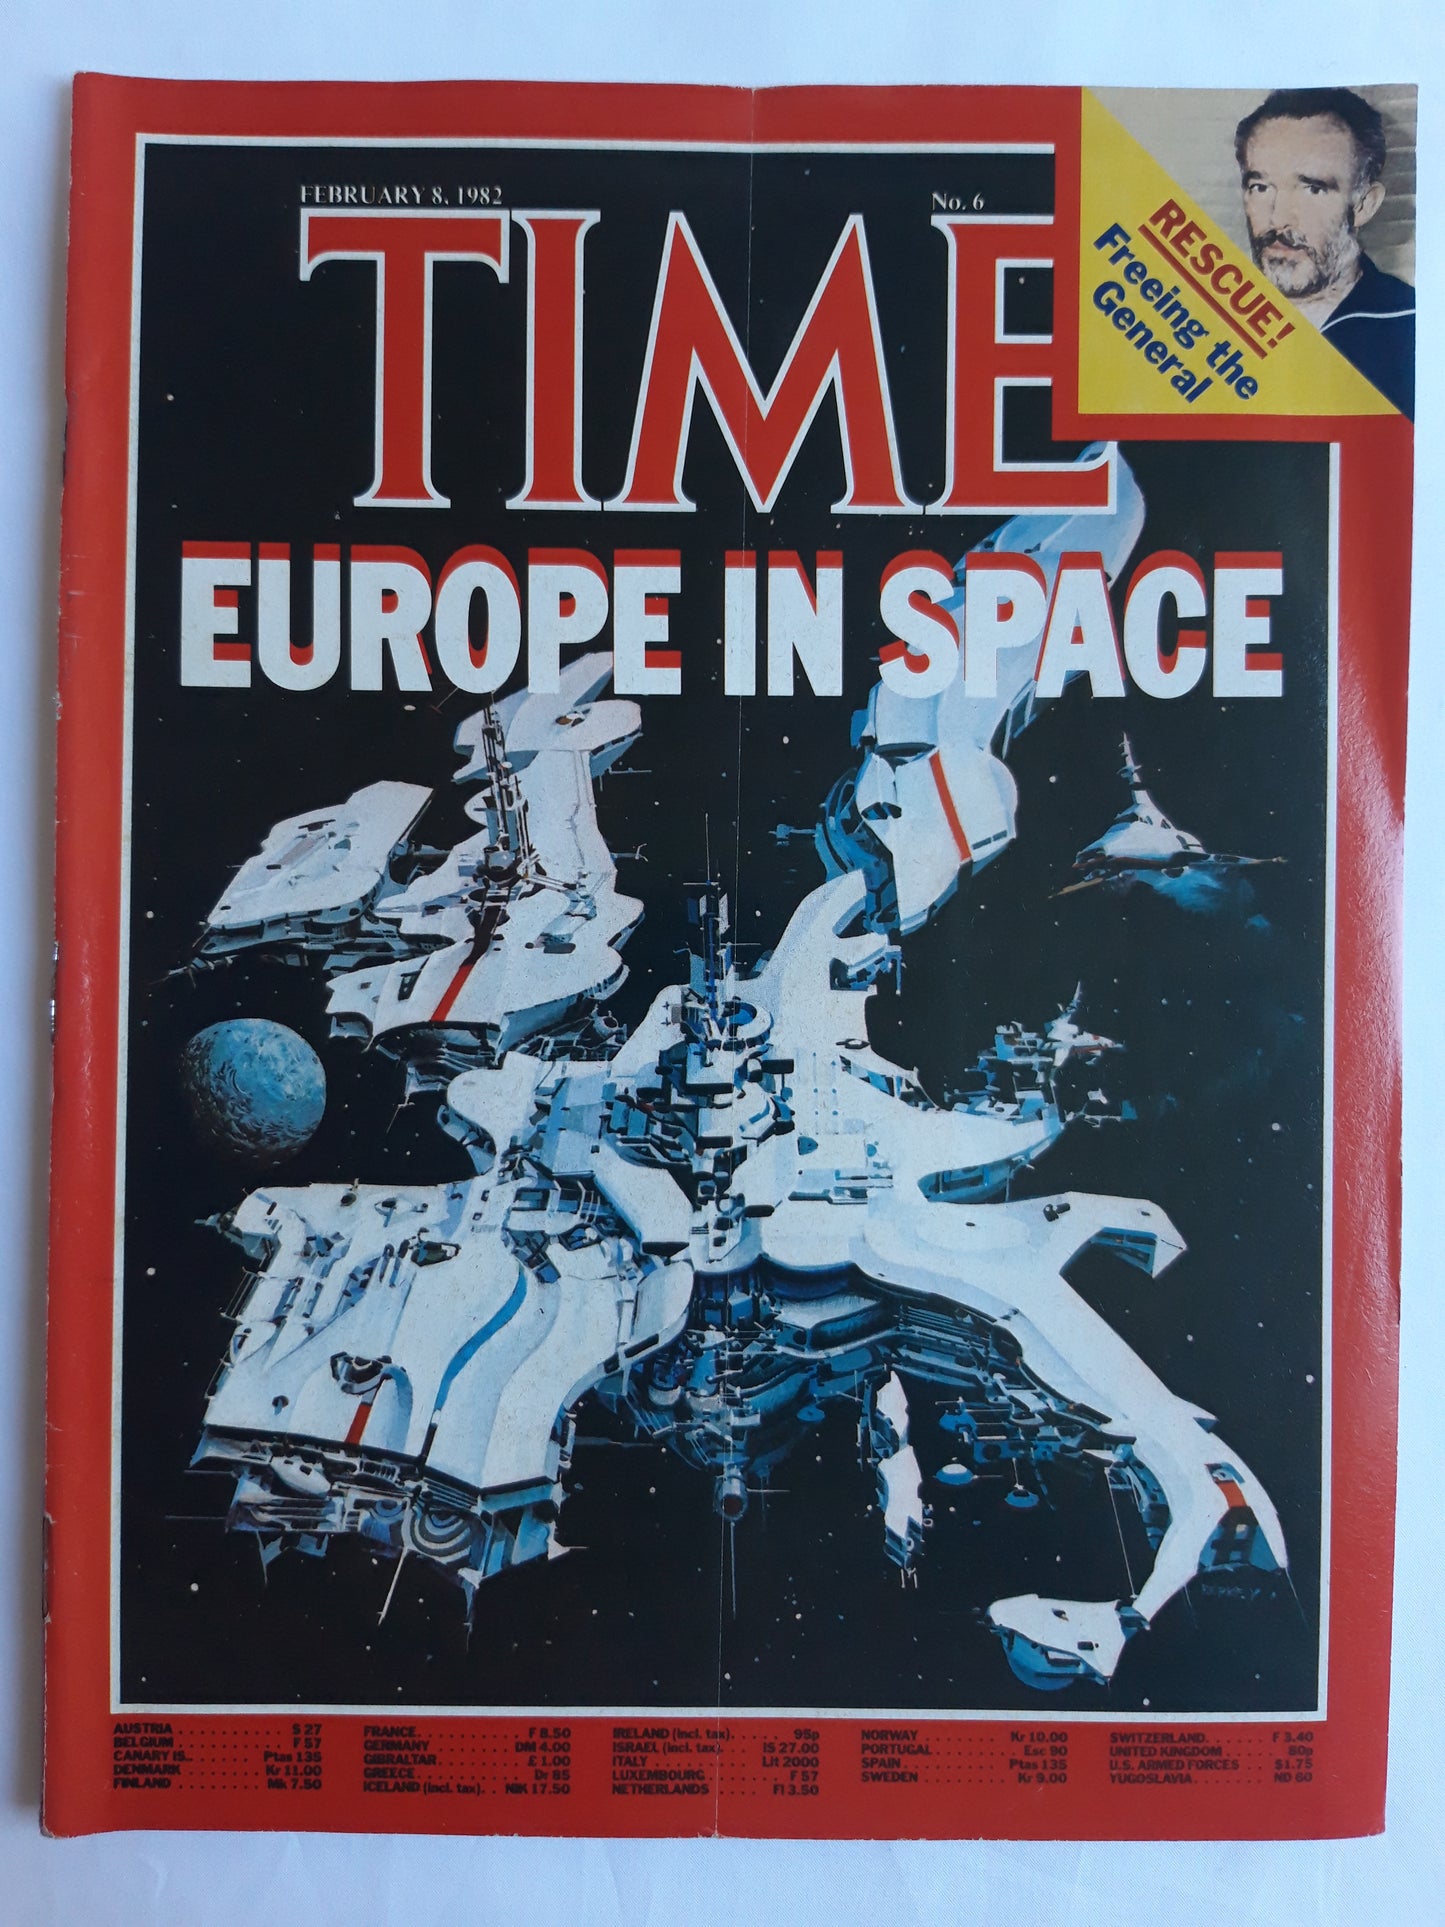 FEBRUARY 8, 1982
No. 6
TIME
RESCUE!
Freeing the
General
EUROPE IN SPACE
AUSTRIA . . . . . . . . . . S 27
BELGIUM . . . . . . . . . . F 57
CANARY IS. . . . . . . . Ptas 135
DENMARK . . . . . . . . Kr 11.00
FINLAND . . . . . . . . . Mk 7.50
FRANCE. . . . . . . . . . . F 8.50
GERMANY . . . . . . . . DM 4.00
GIBRALTAR. . . . . . . . . £ 1.00
GREECE . . . . . . . . . . . Dr 85
ICELAND (incl. tax). . NIK 17.50
IRELAND (incl. tax). . . . . . 95p
ISRAEL (incl. tax). . . IS 27.00
ITALY . . . . . . . . . . Lit 2000
LUXEMBOURG . . . . . . . . F 57
NETHERLANDS . . . . Fl 3.50
NORWAY . . . . . . . . Kr 10.00
PORTUGAL . . . . . . . . Esc 90
SPAIN. . . . . . . . . . . Ptas 135
SWEDEN . . . . . . . . . Kr 9.00
SWITZERLAND. . . . . . F 3.40
UNITED KINGDOM . . . . . 80p
U.S. ARMED FORCES . . $1.75
YUGOSLAVIA. . . . . . . ND 60